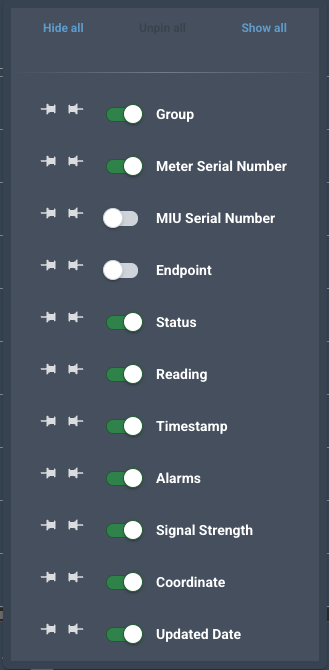 Hide all Unpin all Show all
Group
Meter Serial Number
MIU Serial Number
Endpoint
Status
Reading
Timestamp
Alarms
Signal Strength
Coordinate
Updated Date